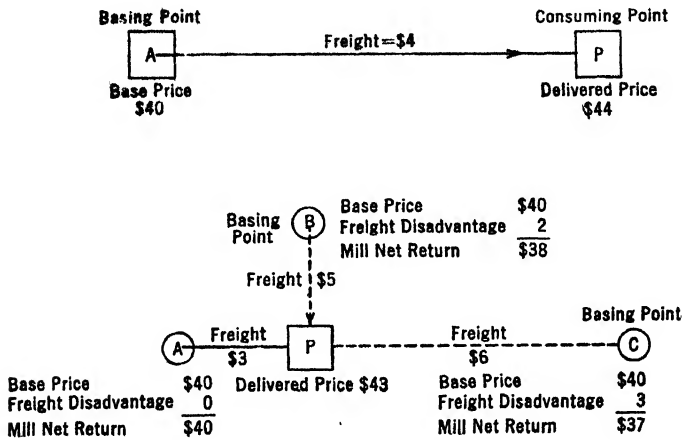 Basing Point
Consuming Point
A
Freight=$4
P
Base Price
$40
Delivered Price
$44
Basing
Point
B
Base Price $40
Freight Disadvantage 2
Mill Net Return $38
Freight $5
Basing Point
A
Freight
$3
P
Freight
$6
C
Delivered Price $43
Base Price $40
Freight Disadvantage 0
Mill Net Return $40
Base Price $40
Freight Disadvantage 3
Mill Net Return $37